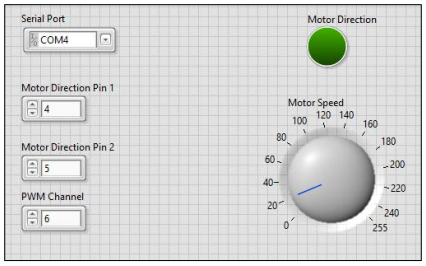 Serial Port
COM4
Motor Direction Pin 1
4
Motor Direction Pin 2
5
PWM Channel
6
Motor Direction
Motor Speed
0
20
40
60
80
100
120
140
160
180
200
220
240
255